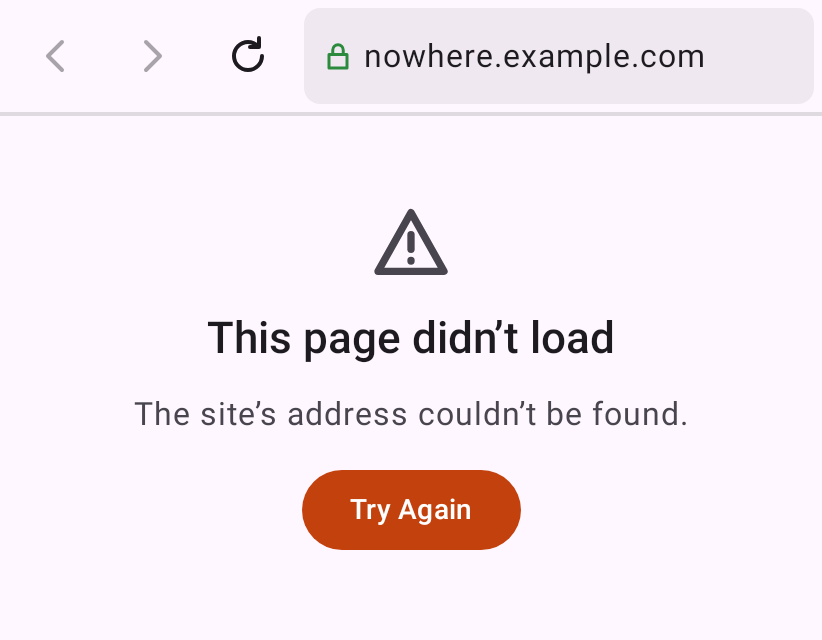 nowhere.example.com
This page didn’t load
The site’s address couldn’t be found.
Try Again